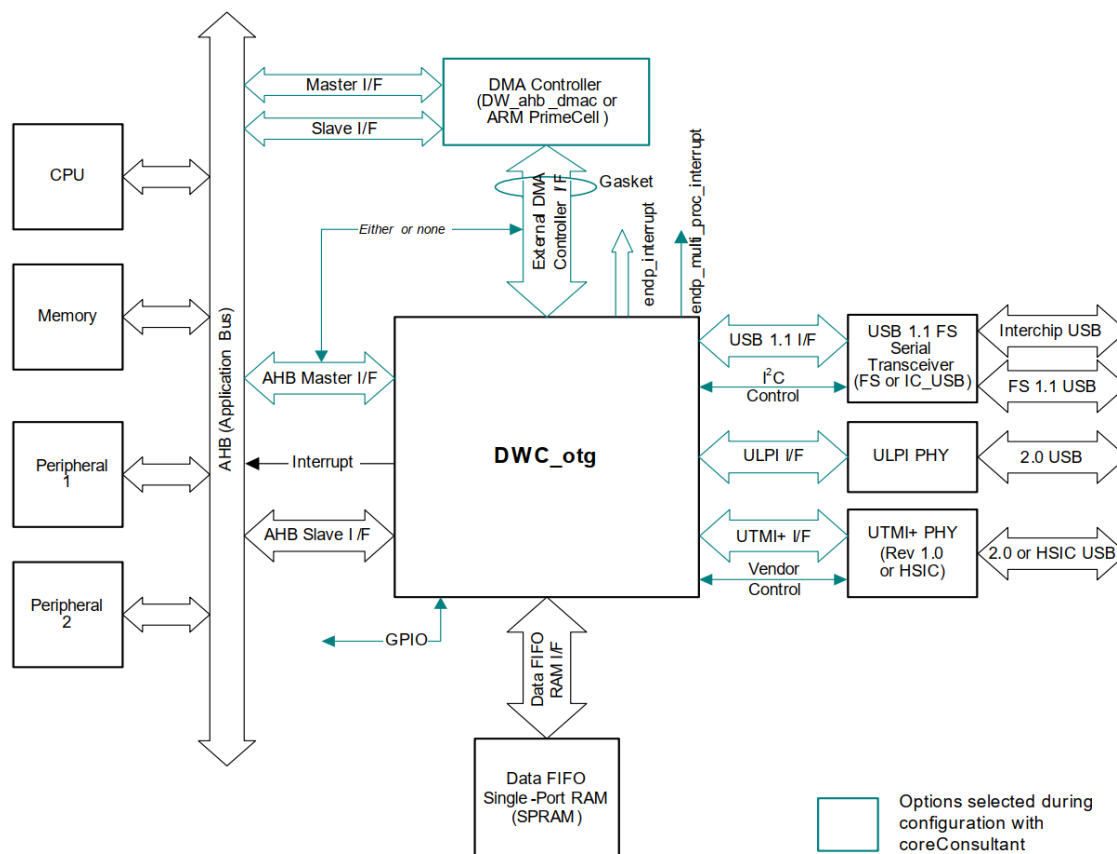 Master I/F
DMA Controller
(DW_ahb_dmac or
ARM PrimeCell)
Slave I/F
CPU
Gasket
External DMA
Controller I/F
Either or none
endp_interrupt
endp_multi_proc_interrupt
Memory
AHB (Application Bus)
USB 1.1 I/F
USB 1.1 FS
Serial
Transceiver
(FS or IC_USB)
Interchip USB
FS 1.1 USB
I²C
Control
AHB Master I/F
DWC_otg
Peripheral
1
Interrupt
ULPI I/F
ULPI PHY
2.0 USB
AHB Slave I/F
UTMI+ I/F
UTMI+ PHY
(Rev 1.0
or HSIC)
2.0 or HSIC USB
Vendor
Control
Peripheral
2
GPIO
Data FIFO
RAM I/F
Data FIFO
Single-Port RAM
(SPRAM)
Options selected during
configuration with
coreConsultant